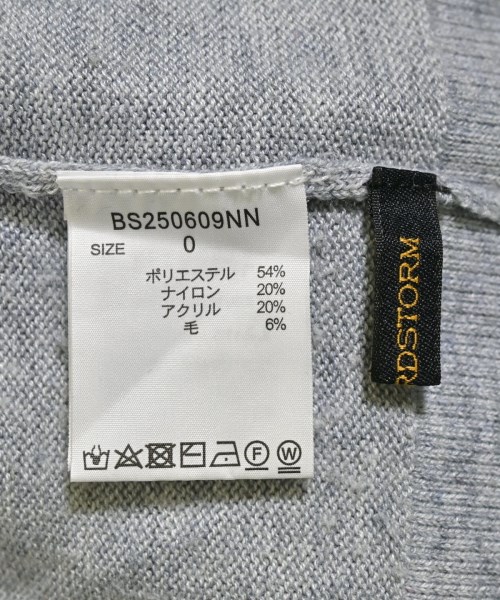 BS250609NN
SIZE 0
ポリエステル 54%
ナイロン 20%
アクリル 20%
毛 6%
F W
RDSTORM